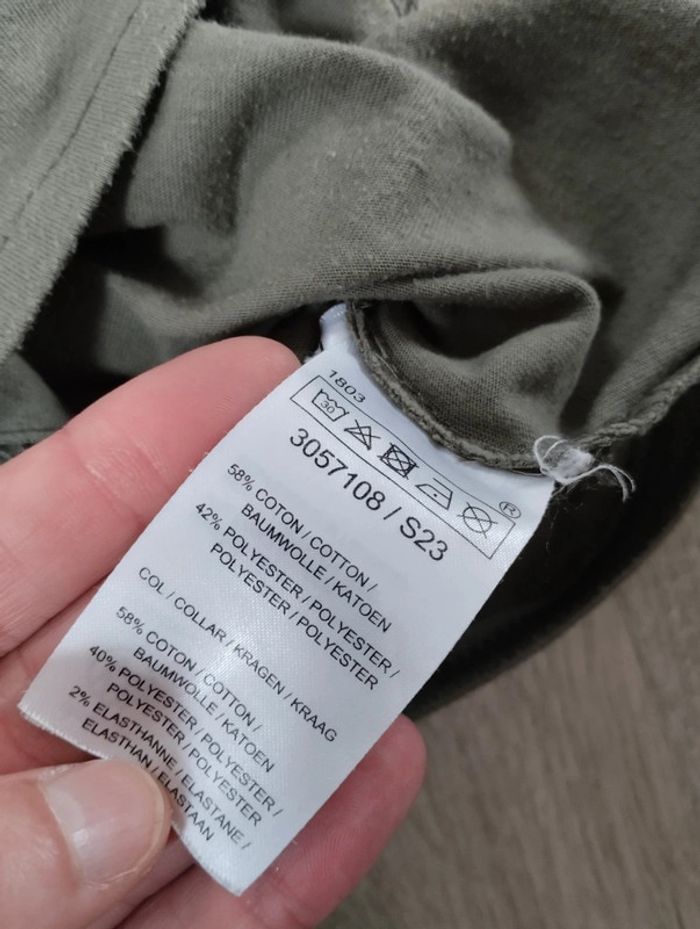 1803
30
®
3057108 / S23
58% COTON / COTTON /
BAUMWOLLE / KATOEN
42% POLYESTER / POLYESTER /
POLYESTER / POLYESTER
COL / COLLAR / KRAGEN / KRAAG
58% COTON / COTTON /
BAUMWOLLE / KATOEN
40% POLYESTER / POLYESTER /
POLYESTER / POLYESTER
2% ELASTHANNE / ELASTANE /
ELASTHAN / ELASTAAN